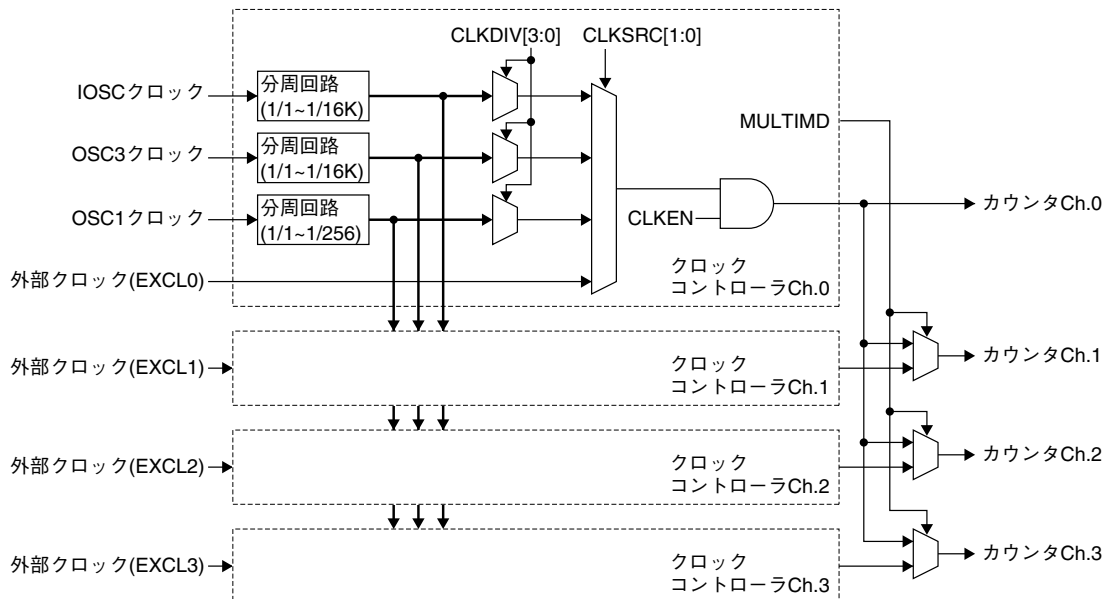 CLKDIV[3:0] CLKSRC[1:0]
IOSCクロック
分周回路
(1/1~1/16K)
MULTIMD
OSC3クロック
分周回路
(1/1~1/16K)
OSC1クロック
分周回路
(1/1~1/256)
CLKEN
カウンタCh.0
外部クロック(EXCL0)
クロック
コントローラCh.0
外部クロック(EXCL1)
クロック
コントローラCh.1
カウンタCh.1
外部クロック(EXCL2)
クロック
コントローラCh.2
カウンタCh.2
外部クロック(EXCL3)
クロック
コントローラCh.3
カウンタCh.3